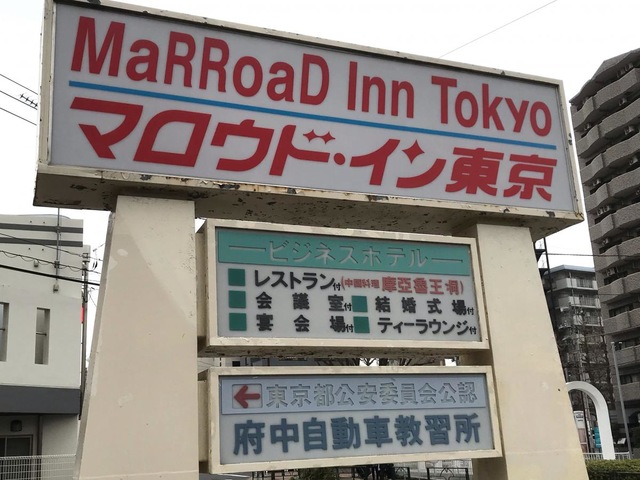 MaRRoaD Inn Tokyo
マロウド・イン東京
ービジネスホテルー
レストラン付(中國料理 摩亞魯王洞)
会議室付 結婚式場付
宴会場付 ティーラウンジ付
東京都公安委員会公認
府中自動車教習所